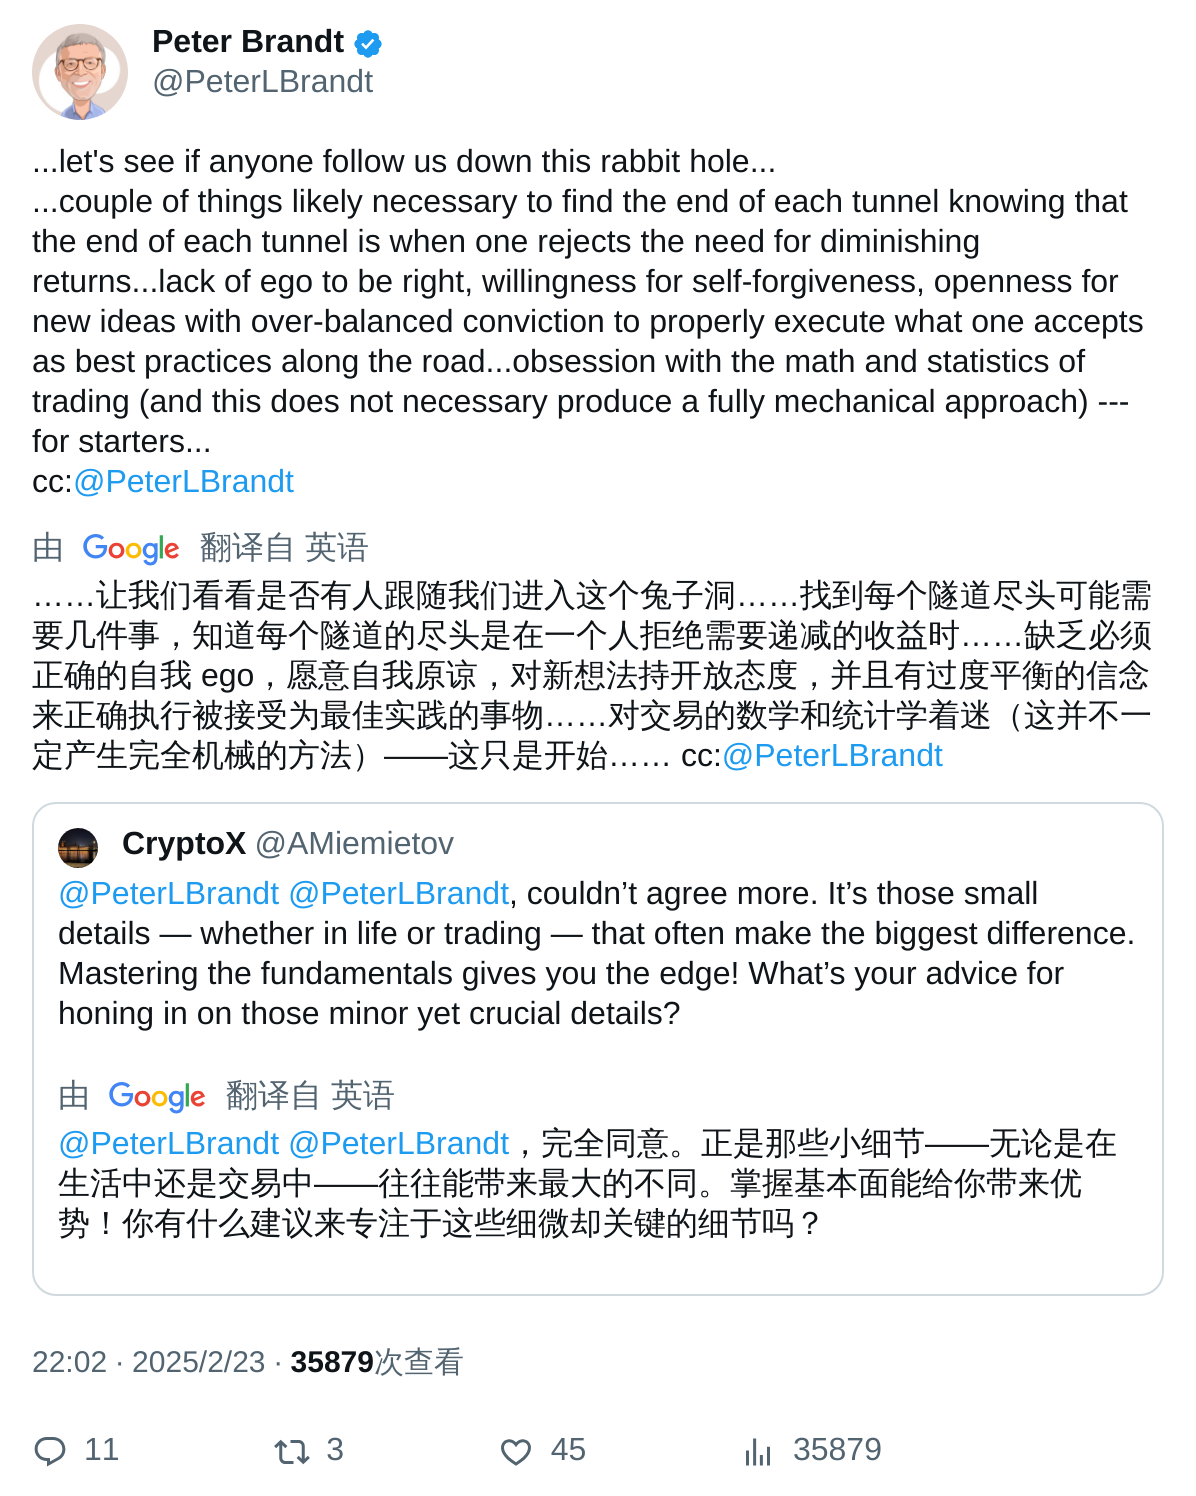 Peter Brandt
@PeterLBrandt
...let's see if anyone follow us down this rabbit hole...
...couple of things likely necessary to find the end of each tunnel knowing that
the end of each tunnel is when one rejects the need for diminishing
returns...lack of ego to be right, willingness for self-forgiveness, openness for
new ideas with over-balanced conviction to properly execute what one accepts
as best practices along the road...obsession with the math and statistics of
trading (and this does not necessary produce a fully mechanical approach) ---
for starters...
cc:@PeterLBrandt
由 Google 翻译自 英语
……让我们看看是否有人跟随我们进入这个兔子洞……找到每个隧道尽头可能需
要几件事，知道每个隧道的尽头是在一个人拒绝需要递减的收益时……缺乏必须
正确的自我 ego，愿意自我原谅，对新想法持开放态度，并且有过度平衡的信念
来正确执行被接受为最佳实践的事物……对交易的数学和统计学着迷（这并不一
定产生完全机械的方法）——这只是开始…… cc:@PeterLBrandt
CryptoX @AMiemietov
@PeterLBrandt @PeterLBrandt, couldn’t agree more. It’s those small
details — whether in life or trading — that often make the biggest difference.
Mastering the fundamentals gives you the edge! What’s your advice for
honing in on those minor yet crucial details?
由 Google 翻译自 英语
@PeterLBrandt @PeterLBrandt，完全同意。正是那些小细节——无论是在
生活中还是交易中——往往能带来最大的不同。掌握基本面能给你带来优
势！你有什么建议来专注于这些细微却关键的细节吗？
22:02 · 2025/2/23 · 35879次查看
11 3 45 35879